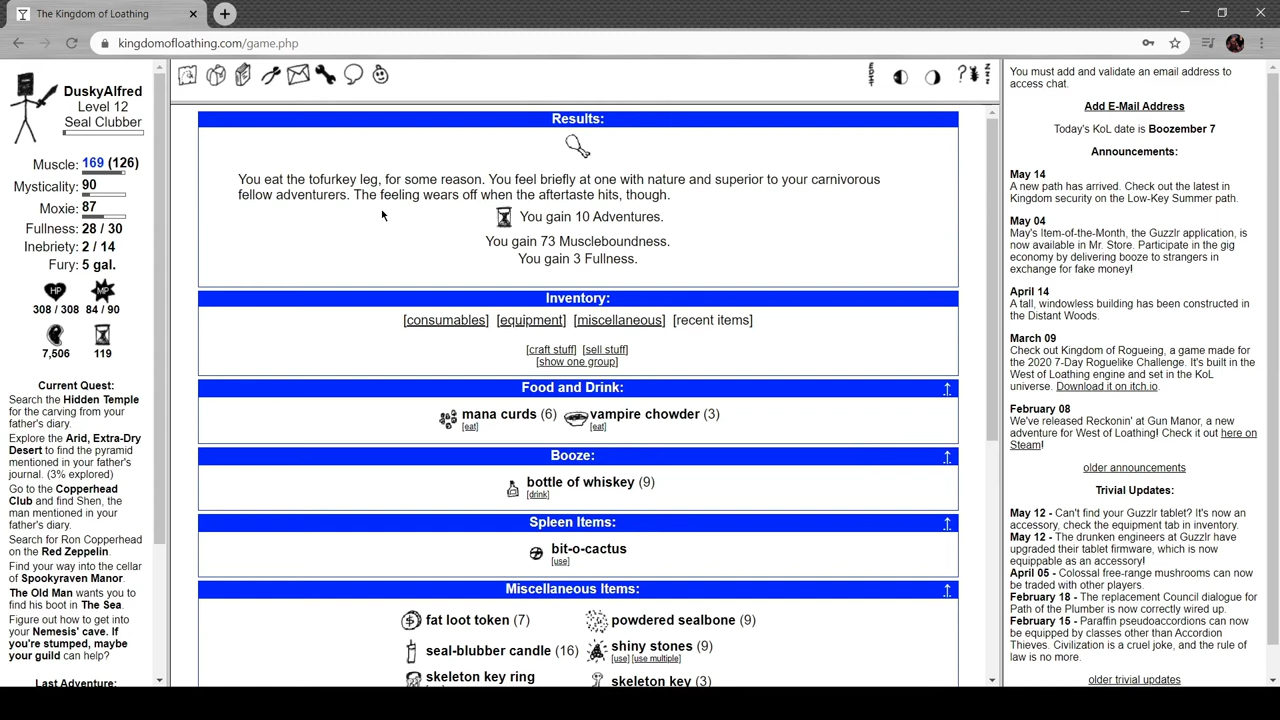 The Kingdom of Loathing
kingdomofloathing.com/game.php
DuskyAlfred
Level 12
Seal Clubber
Muscle: 169 (126)
Mysticality: 90
Moxie: 87
Fullness: 28 / 30
Inebriety: 2 / 14
Fury: 5 gal.
HP MP
308 / 308 84 / 90
7,506 119
Current Quest:
Search the Hidden Temple
for the carving from your
father's diary.
Explore the Arid, Extra-Dry
Desert to find the pyramid
mentioned in your father's
journal. (3% explored)
Go to the Copperhead
Club and find Shen, the
man mentioned in your
father's diary.
Search for Ron Copperhead
on the Red Zeppelin.
Find your way into the cellar
of Spookyraven Manor.
The Old Man wants you to
find his boot in The Sea.
Figure out how to get into
your Nemesis' cave. If
you're stumped, maybe
your guild can help?
Last Adventure:
Results:
You eat the tofurkey leg, for some reason. You feel briefly at one with nature and superior to your carnivorous
fellow adventurers. The feeling wears off when the aftertaste hits, though.
You gain 10 Adventures.
You gain 73 Muscleboundness.
You gain 3 Fullness.
Inventory:
[consumables] [equipment] [miscellaneous] [recent items]
[craft stuff] [sell stuff]
[show one group]
Food and Drink:
mana curds (6) vampire chowder (3)
[eat] [eat]
Booze:
bottle of whiskey (9)
[drink]
Spleen Items:
bit-o-cactus
[use]
Miscellaneous Items:
fat loot token (7) powdered sealbone (9)
seal-blubber candle (16) shiny stones (9)
[use] [use multiple]
skeleton key ring skeleton key (3)
You must add and validate an email address to
access chat.
Add E-Mail Address
Today's KoL date is Boozember 7
Announcements:
May 14
A new path has arrived. Check out the latest in
Kingdom security on the Low-Key Summer path.
May 04
May's Item-of-the-Month, the Guzzlr application, is
now available in Mr. Store. Participate in the gig
economy by delivering booze to strangers in
exchange for fake money!
April 14
A tall, windowless building has been constructed in
the Distant Woods.
March 09
Check out Kingdom of Rogueing, a game made for
the 2020 7-Day Roguelike Challenge. It's built in the
West of Loathing engine and set in the KoL
universe. Download it on itch.io.
February 08
We've released Reckonin' at Gun Manor, a new
adventure for West of Loathing! Check it out here on
Steam!
older announcements
Trivial Updates:
May 12 - Can't find your Guzzlr tablet? It's now an
accessory, check the equipment tab in inventory.
May 12 - The drunken engineers at Guzzlr have
upgraded their tablet firmware, which is now
equippable as an accessory!
April 05 - Colossal free-range mushrooms can now
be traded with other players.
February 18 - The replacement Council dialogue for
Path of the Plumber is now correctly wired up.
February 15 - Paraffin pseudoaccordions can now
be equipped by classes other than Accordion
Thieves. Civilization is a cruel joke, and the rule of
law is no more.
older trivial updates